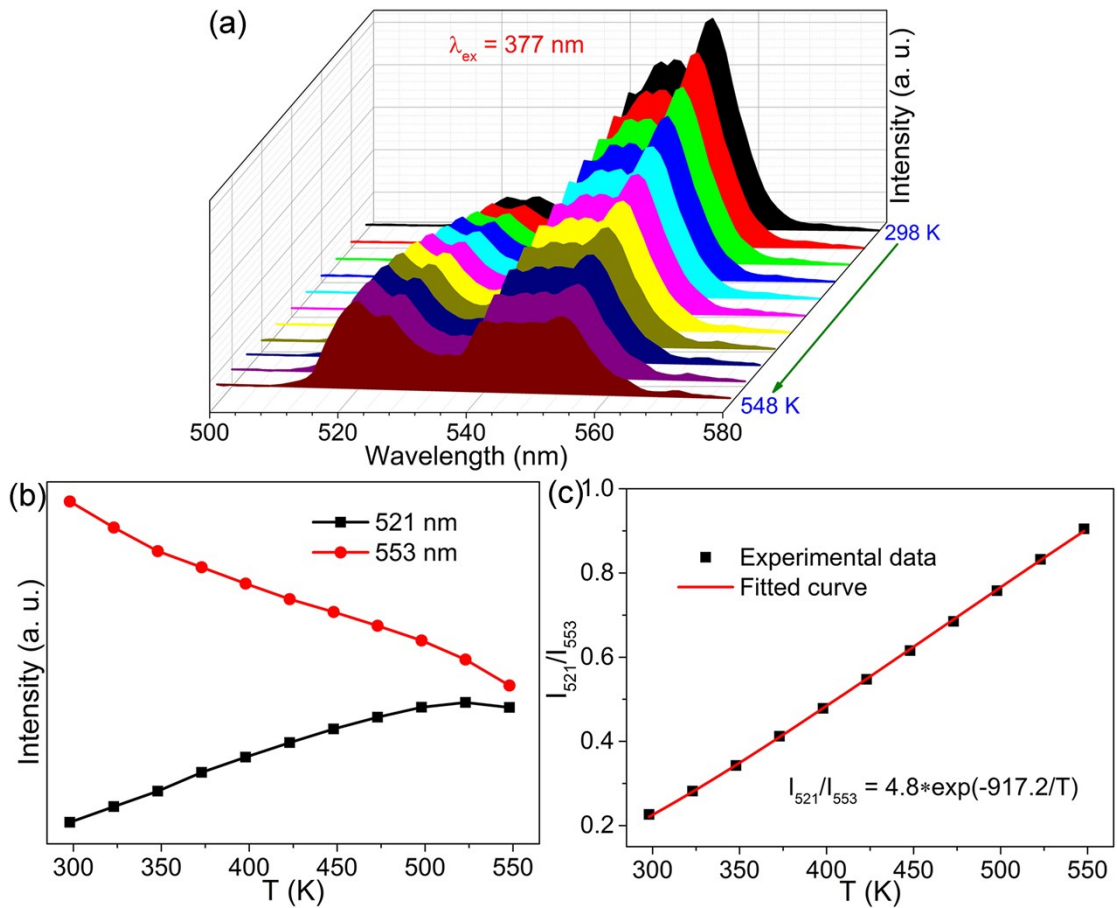 (a)
λex = 377 nm
Intensity (a. u.)
298 K
548 K
500 520 540 560 580
Wavelength (nm)
(b)
521 nm
553 nm
Intensity (a. u.)
300 350 400 450 500 550
T (K)
(c)
1.0
0.8
0.6
0.4
0.2
I521/I553
Experimental data
Fitted curve
I521/I553 = 4.8*exp(-917.2/T)
300 350 400 450 500 550
T (K)